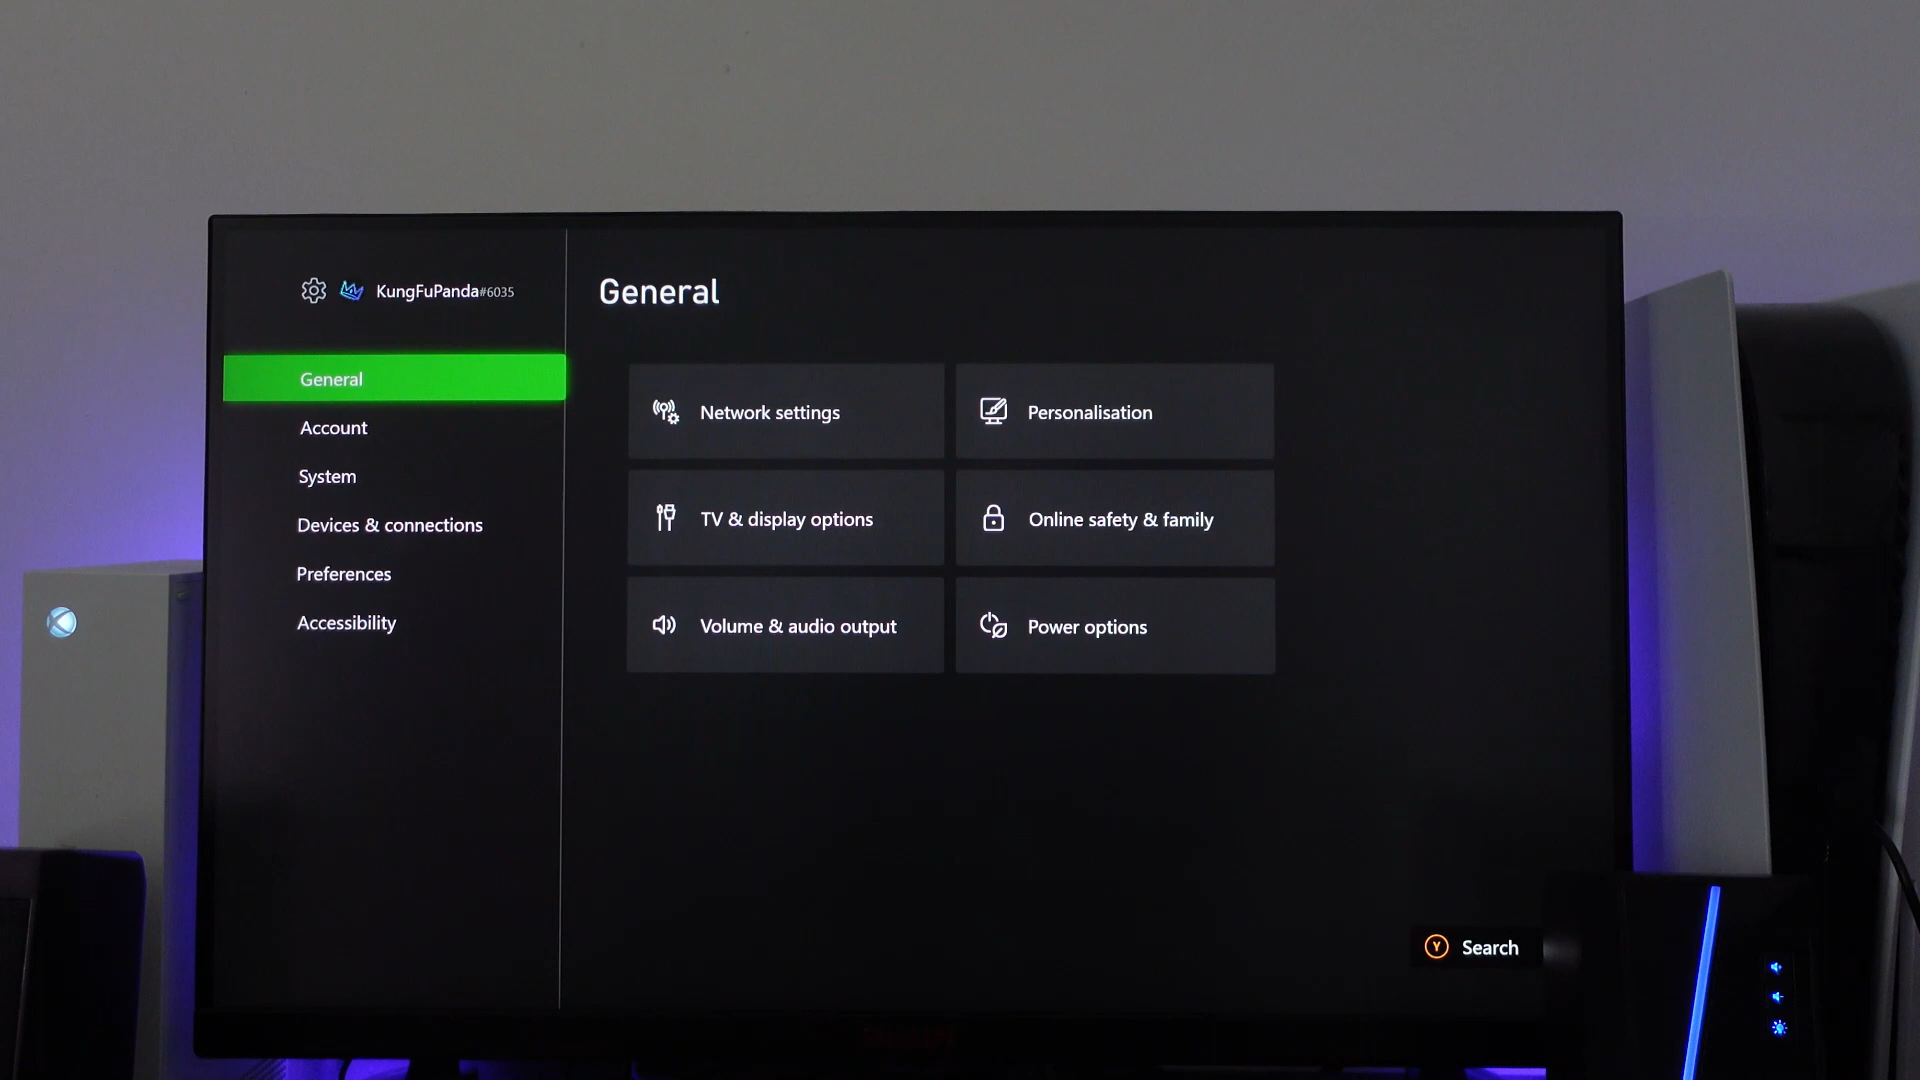 KungFuPanda#6035
General
General
Account
System
Devices & connections
Preferences
Accessibility
Network settings
Personalisation
TV & display options
Online safety & family
Volume & audio output
Power options
Y Search